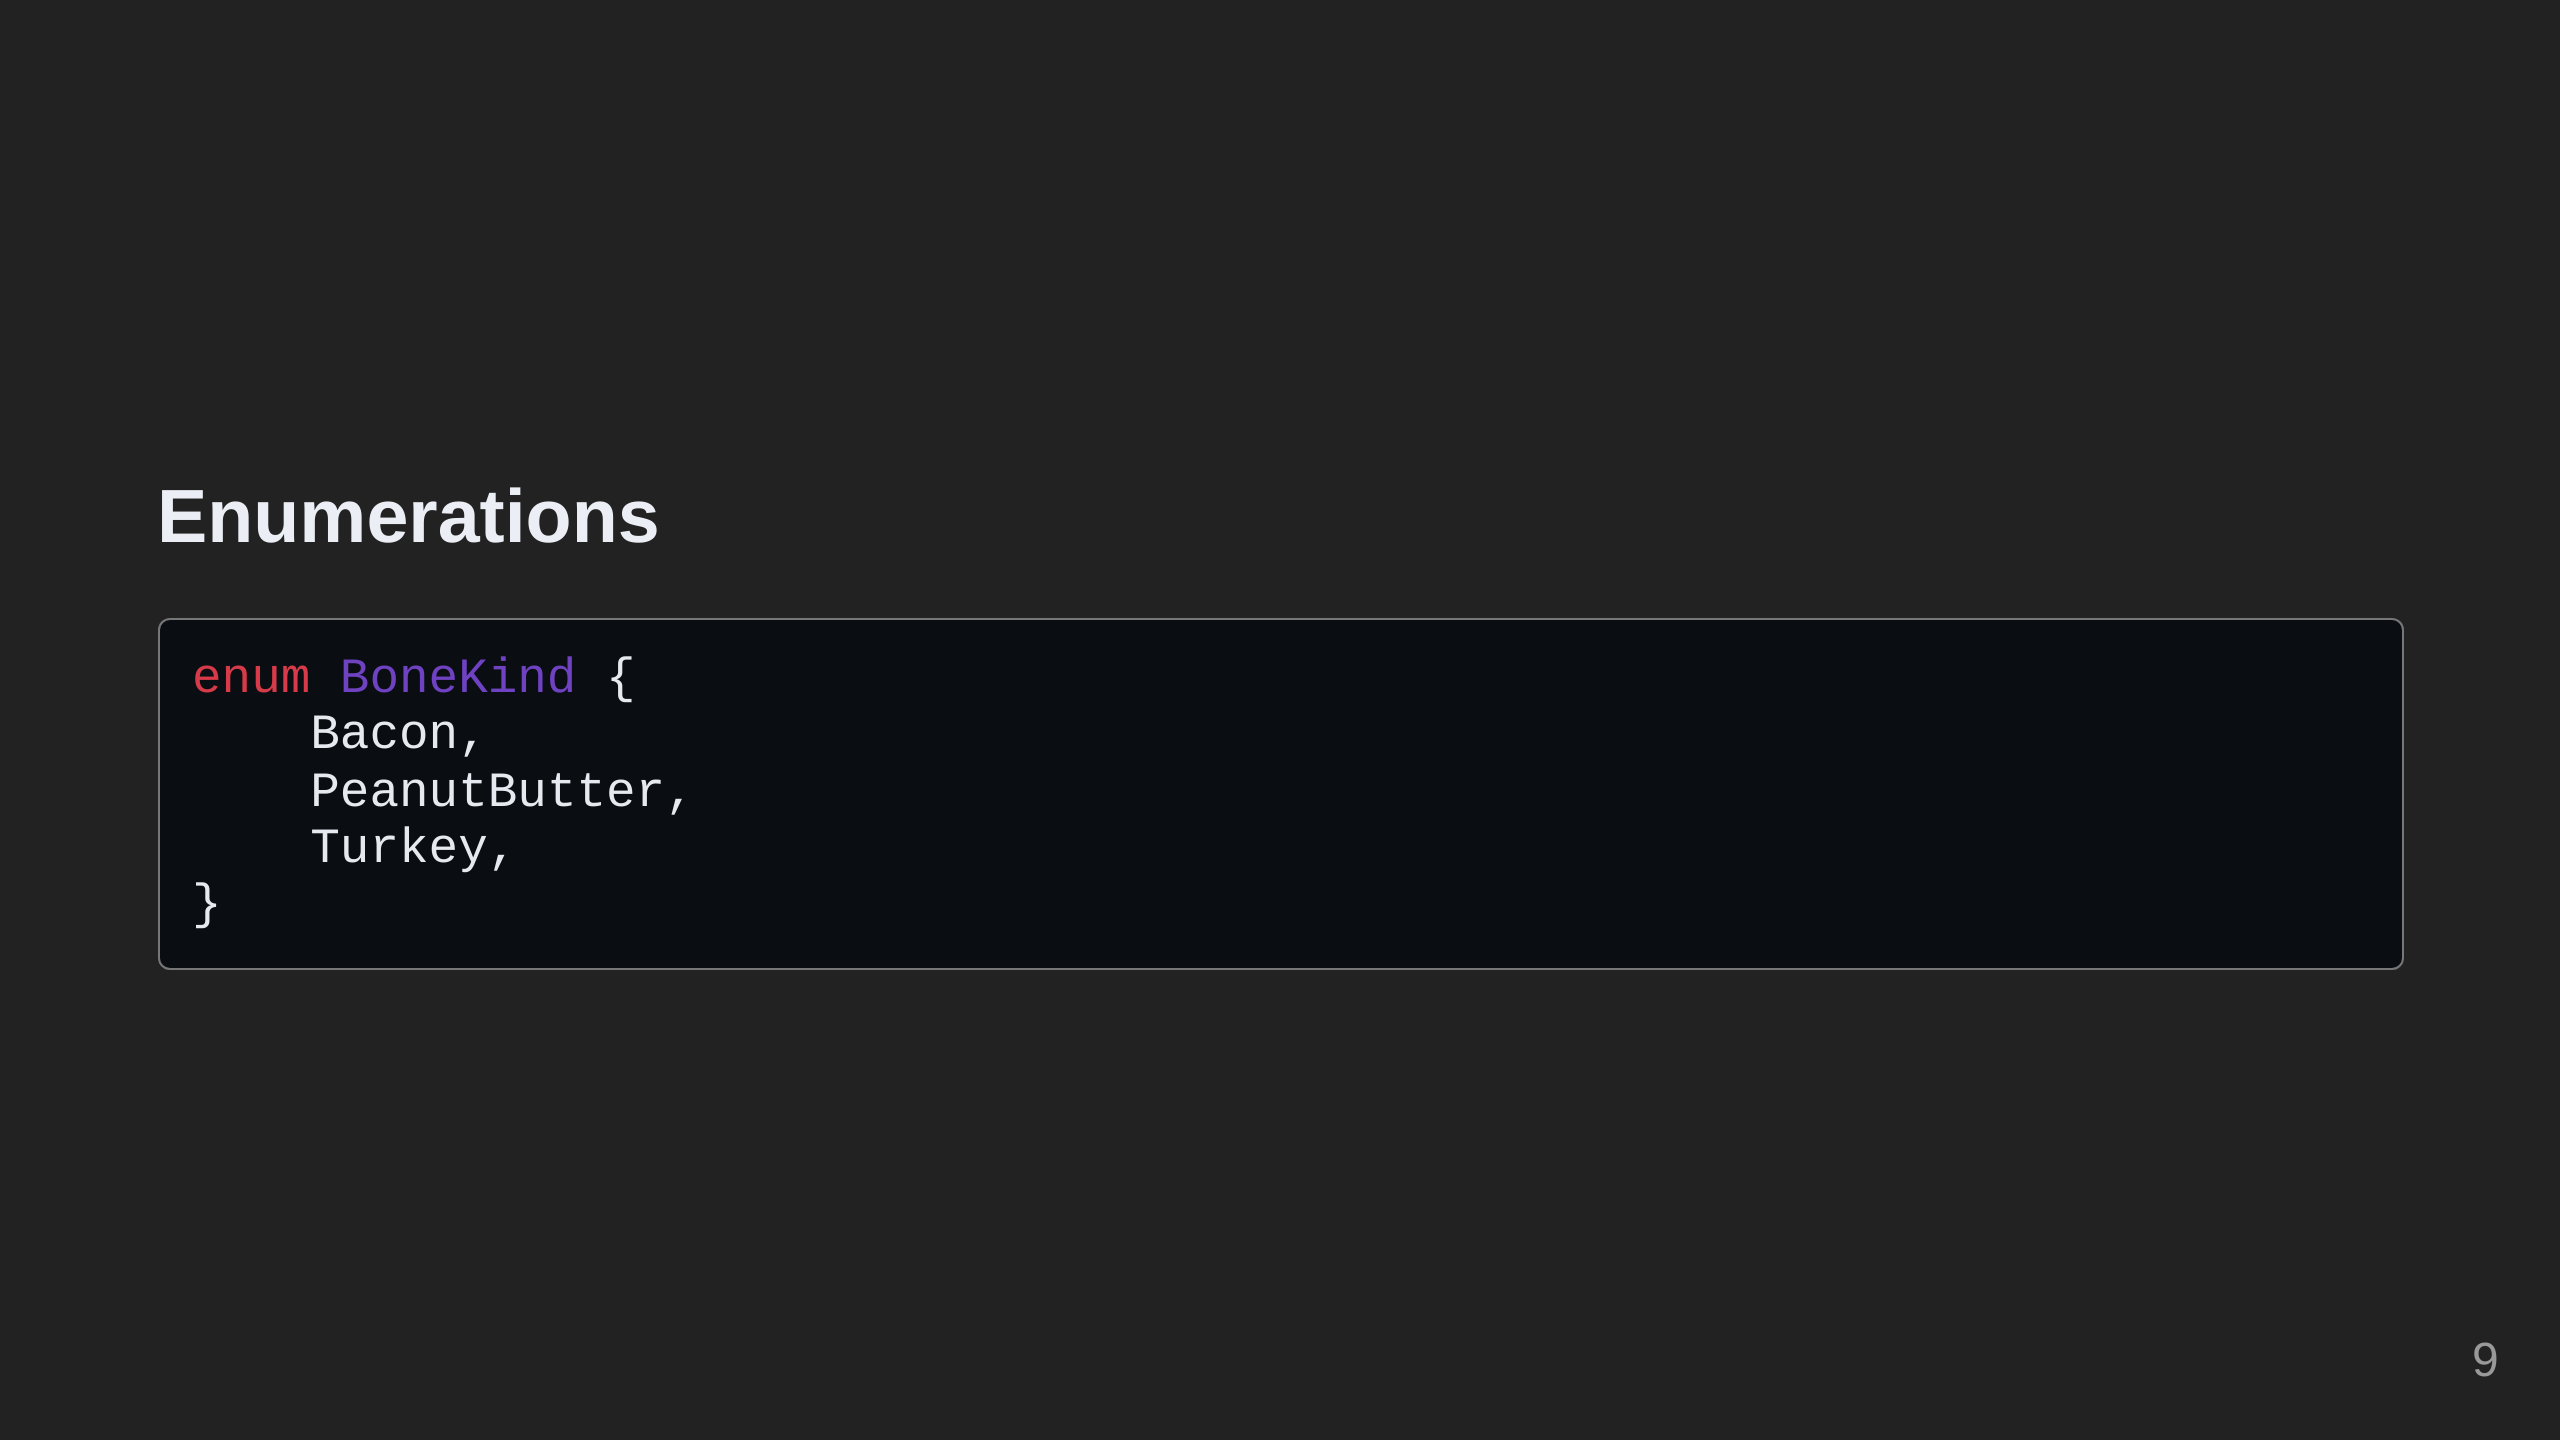 Enumerations
enum BoneKind {
    Bacon,
    PeanutButter,
    Turkey,
}
9